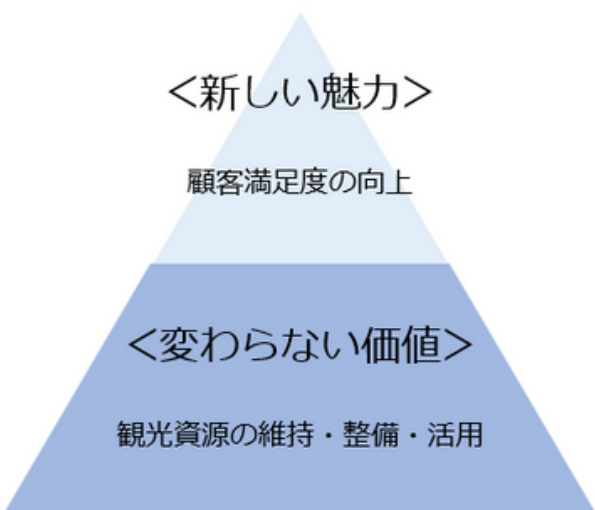 ＜新しい魅力＞
顧客満足度の向上
＜変わらない価値＞
観光資源の維持・整備・活用